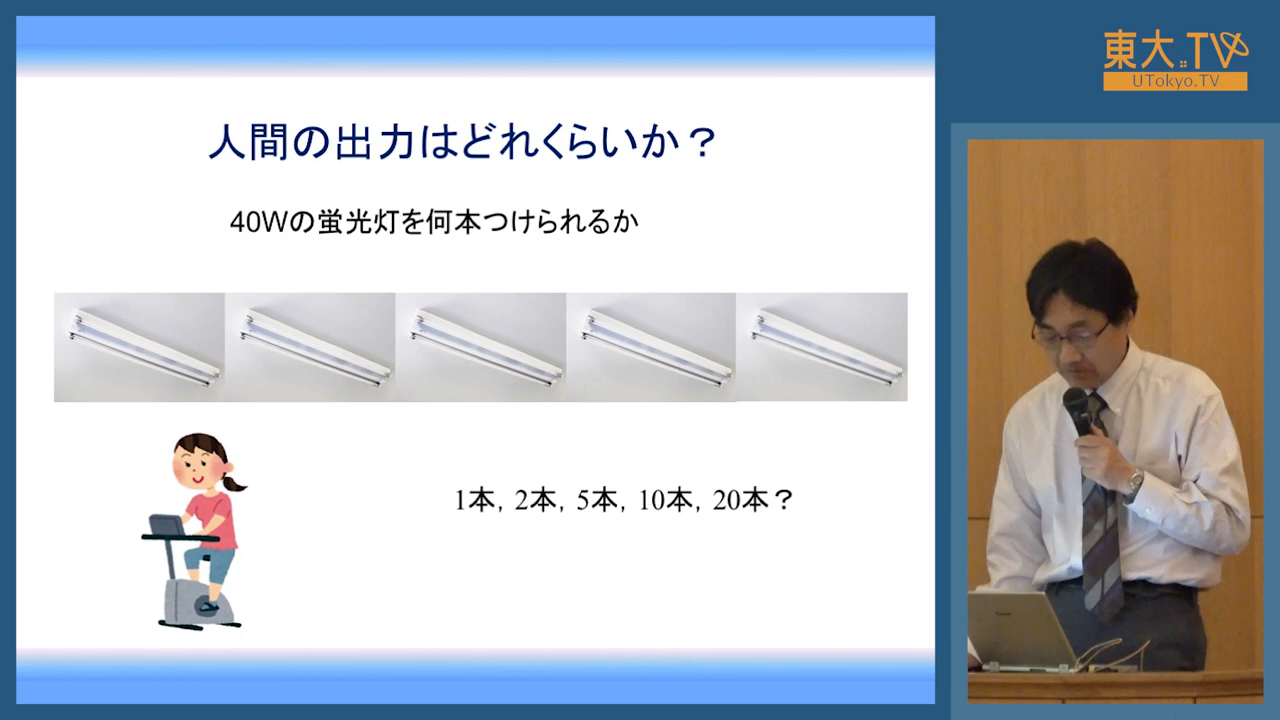 人間の出力はどれくらいか？
40Wの蛍光灯を何本つけられるか
1本, 2本, 5本, 10本, 20本？
東大.TV
UTokyo.TV